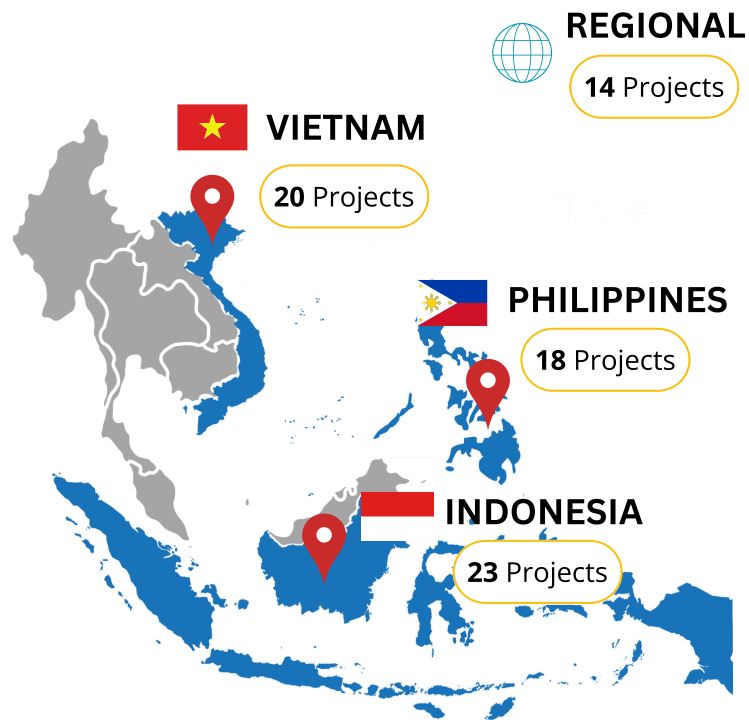 REGIONAL
14 Projects
VIETNAM
20 Projects
PHILIPPINES
18 Projects
INDONESIA
23 Projects